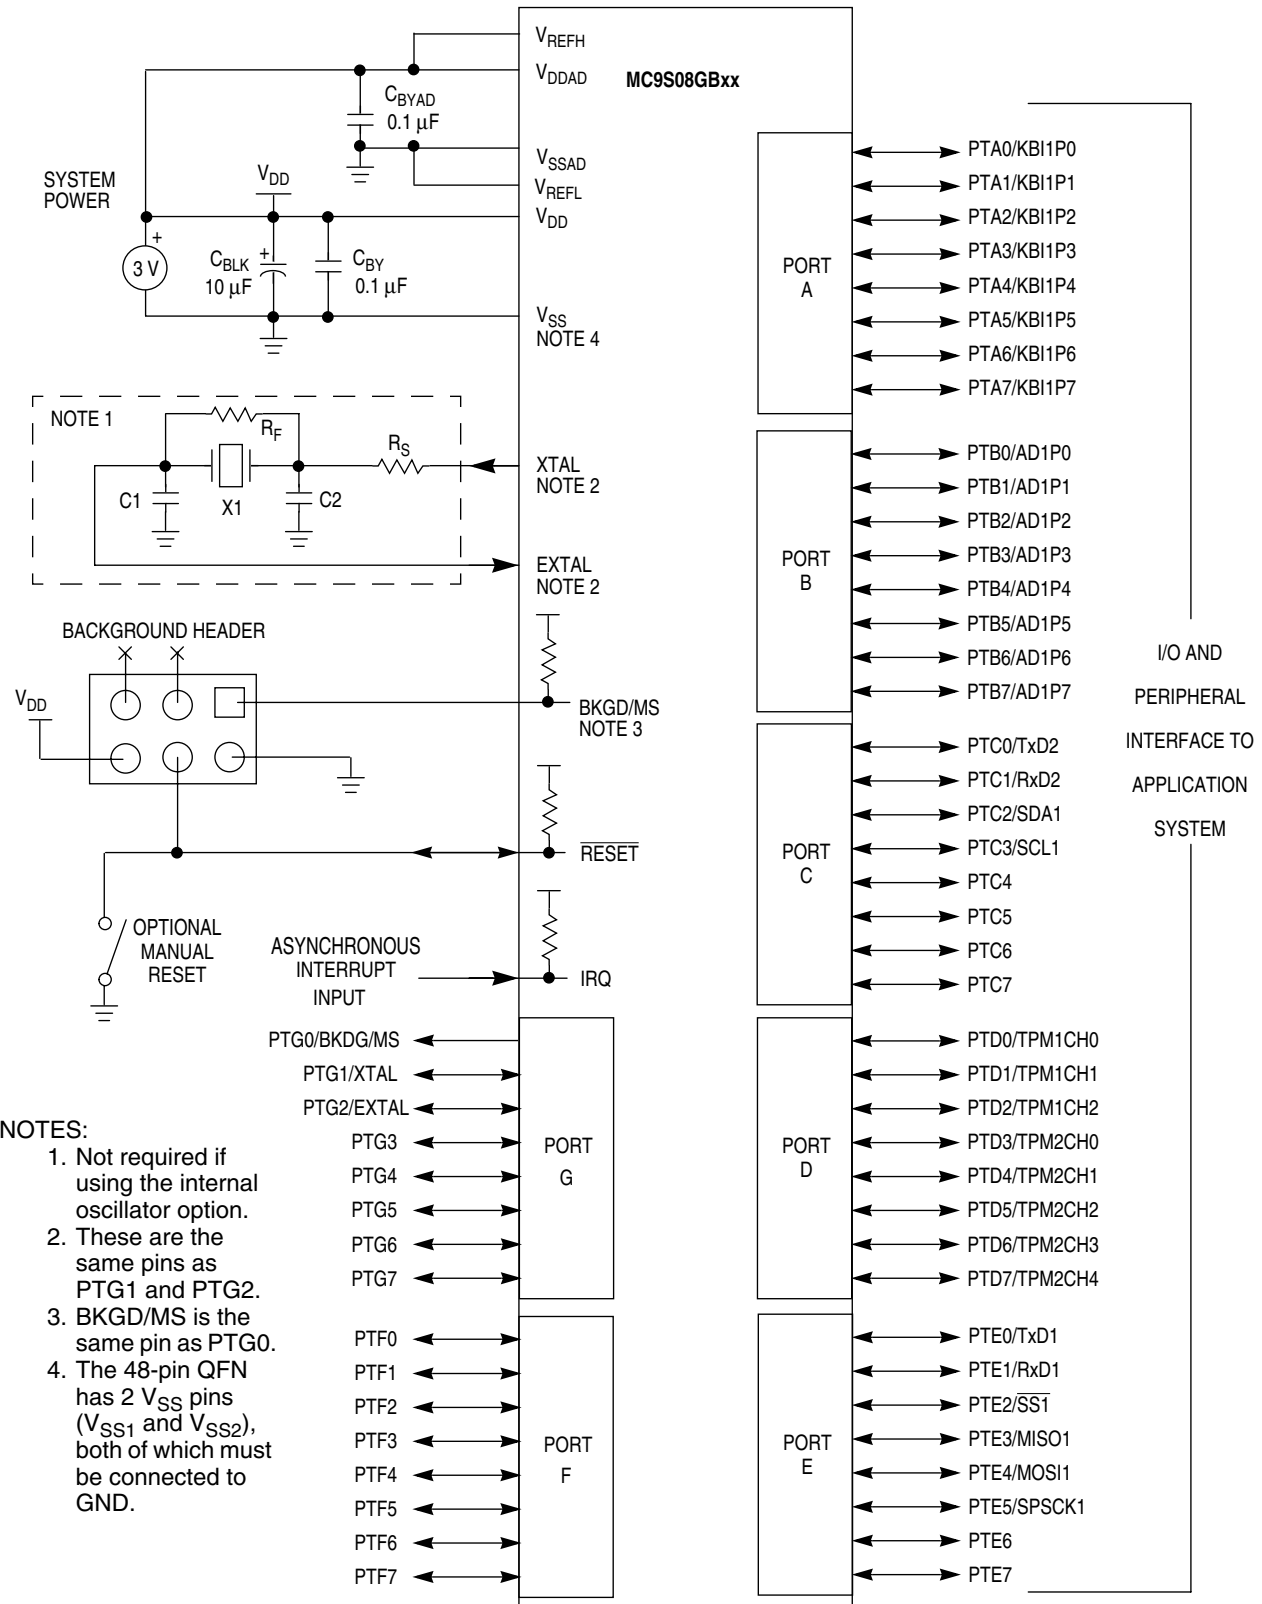 VREFH
VDDAD
MC9S08GBxx
CBYAD
0.1 µF
VSSAD
VREFL
SYSTEM
POWER
VDD
VDD
+
3 V
CBLK
+
10 µF
CBY
0.1 µF
VSS
NOTE 4
NOTE 1
RF
RS
C1
X1
C2
XTAL
NOTE 2
EXTAL
NOTE 2
BACKGROUND HEADER
VDD
BKGD/MS
NOTE 3
RESET
OPTIONAL
MANUAL
RESET
ASYNCHRONOUS
INTERRUPT
INPUT
IRQ
PTG0/BKDG/MS
PTG1/XTAL
PTG2/EXTAL
PTG3
PTG4
PTG5
PTG6
PTG7
PORT
G
PTF0
PTF1
PTF2
PTF3
PTF4
PTF5
PTF6
PTF7
PORT
F
NOTES:
1. Not required if
using the internal
oscillator option.
2. These are the
same pins as
PTG1 and PTG2.
3. BKGD/MS is the
same pin as PTG0.
4. The 48-pin QFN
has 2 VSS pins
(VSS1 and VSS2),
both of which must
be connected to
GND.
PORT
A
PTA0/KBI1P0
PTA1/KBI1P1
PTA2/KBI1P2
PTA3/KBI1P3
PTA4/KBI1P4
PTA5/KBI1P5
PTA6/KBI1P6
PTA7/KBI1P7
PORT
B
PTB0/AD1P0
PTB1/AD1P1
PTB2/AD1P2
PTB3/AD1P3
PTB4/AD1P4
PTB5/AD1P5
PTB6/AD1P6
PTB7/AD1P7
PORT
C
PTC0/TxD2
PTC1/RxD2
PTC2/SDA1
PTC3/SCL1
PTC4
PTC5
PTC6
PTC7
PORT
D
PTD0/TPM1CH0
PTD1/TPM1CH1
PTD2/TPM1CH2
PTD3/TPM2CH0
PTD4/TPM2CH1
PTD5/TPM2CH2
PTD6/TPM2CH3
PTD7/TPM2CH4
PORT
E
PTE0/TxD1
PTE1/RxD1
PTE2/SS1
PTE3/MISO1
PTE4/MOSI1
PTE5/SPSCK1
PTE6
PTE7
I/O AND
PERIPHERAL
INTERFACE TO
APPLICATION
SYSTEM